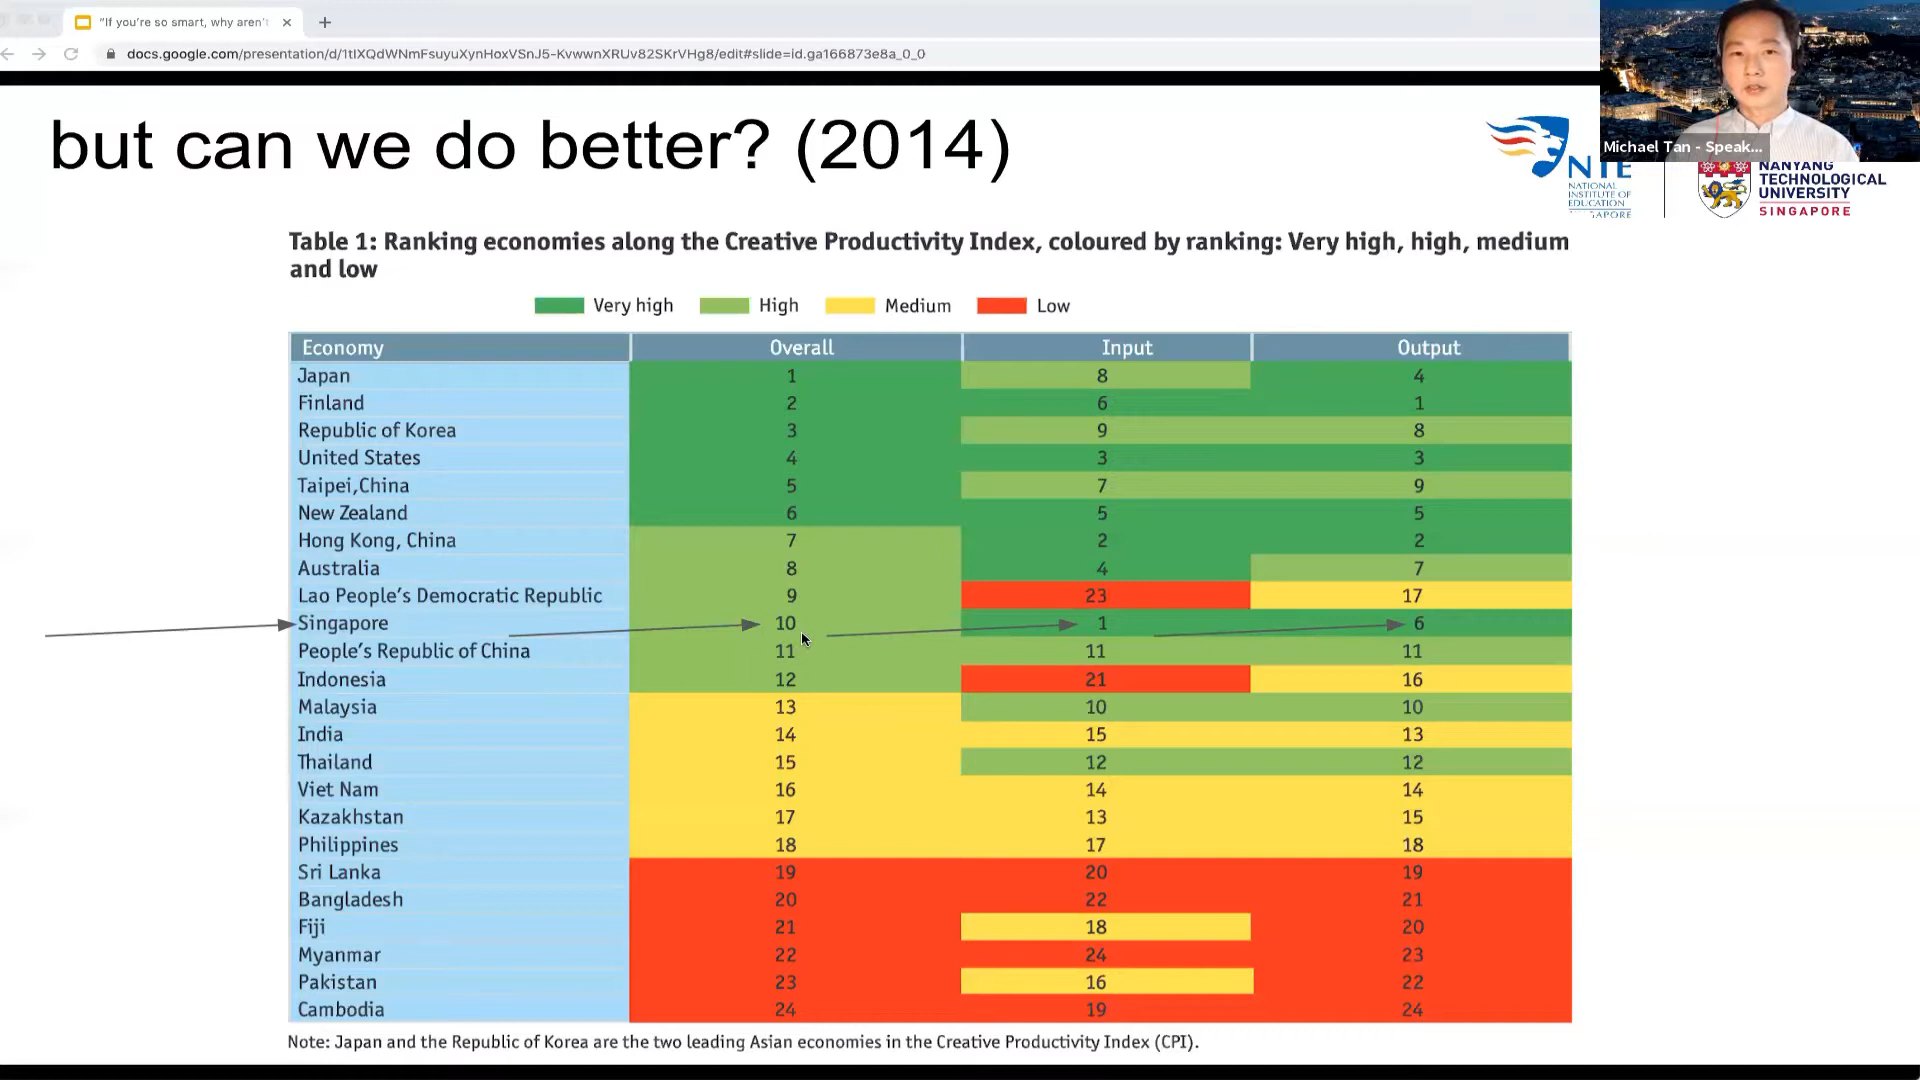 "If you're so smart, why aren't
docs.google.com/presentation/d/1tIXQdWNmFsuyuXynHoxVSnJ5-KvwwnXRUv82SKrVHg8/edit#slide=id.ga166873e8a_0_0
Michael Tan - Speak...
but can we do better? (2014)
NIE
NATIONAL
INSTITUTE OF
EDUCATION
NANYANG
TECHNOLOGICAL
UNIVERSITY
SINGAPORE
Table 1: Ranking economies along the Creative Productivity Index, coloured by ranking: Very high, high, medium
and low
Very high High Medium Low
Economy Overall Input Output
Japan 1 8 4
Finland 2 6 1
Republic of Korea 3 9 8
United States 4 3 3
Taipei,China 5 7 9
New Zealand 6 5 5
Hong Kong, China 7 2 2
Australia 8 4 7
Lao People's Democratic Republic 9 23 17
Singapore 10 1 6
People's Republic of China 11 11 11
Indonesia 12 21 16
Malaysia 13 10 10
India 14 15 13
Thailand 15 12 12
Viet Nam 16 14 14
Kazakhstan 17 13 15
Philippines 18 17 18
Sri Lanka 19 20 19
Bangladesh 20 22 21
Fiji 21 18 20
Myanmar 22 24 23
Pakistan 23 16 22
Cambodia 24 19 24
Note: Japan and the Republic of Korea are the two leading Asian economies in the Creative Productivity Index (CPI).